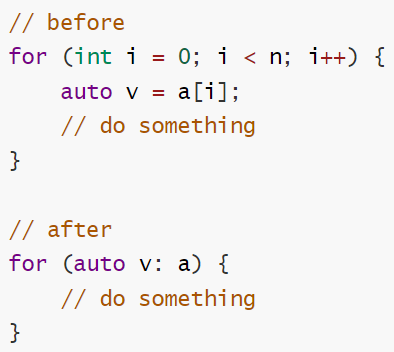 // before
for (int i = 0; i < n; i++) {
    auto v = a[i];
    // do something
}

// after
for (auto v: a) {
    // do something
}